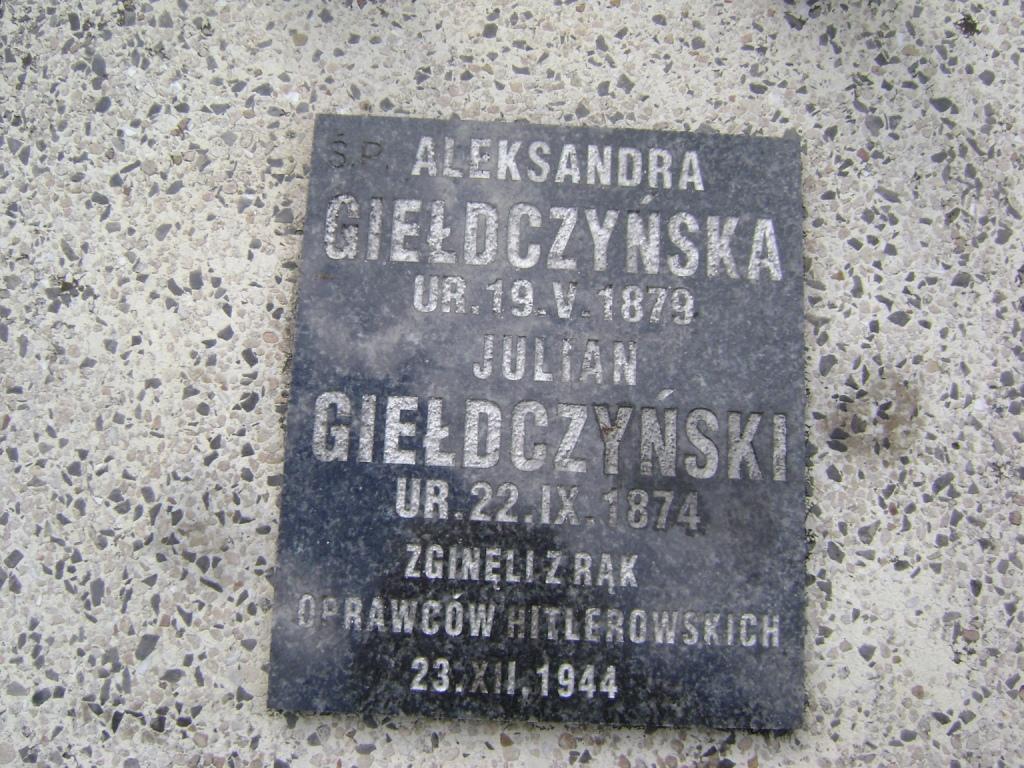 Ś.P. ALEKSANDRA
GIEŁDCZYŃSKA
UR. 19.V.1879
JULIAN
GIEŁDCZYŃSKI
UR. 22.IX.1874
ZGINĘLI Z RĄK
OPRAWCÓW HITLEROWSKICH
23.XII.1944